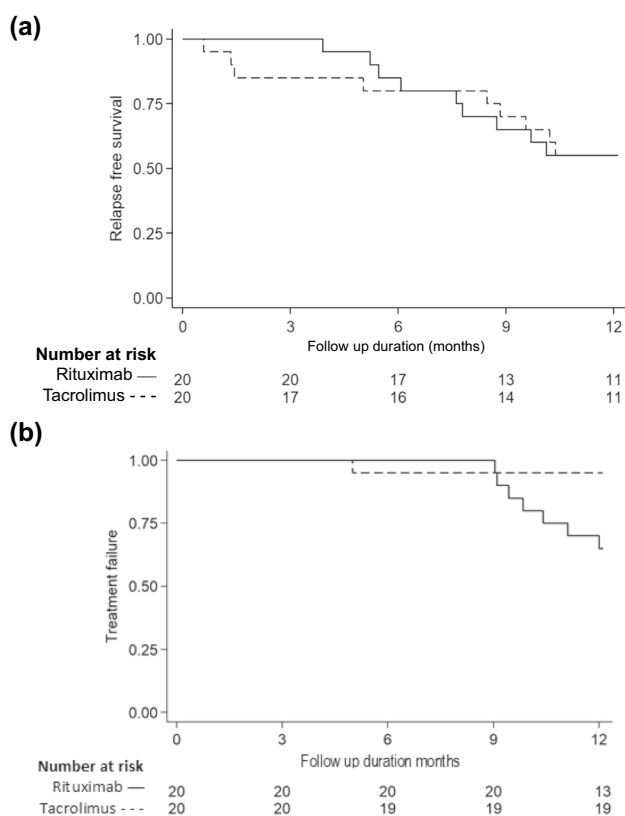 (a)
1.00
0.75
0.50
0.25
0.00
Relapse free survival
0 3 6 9 12
Follow up duration (months)
Number at risk
Rituximab — 20 20 17 13 11
Tacrolimus - - - 20 17 16 14 11
(b)
1.00
0.75
0.50
0.25
0.00
Treatment failure
0 3 6 9 12
Follow up duration months
Number at risk
Rituximab — 20 20 20 20 13
Tacrolimus - - - 20 20 19 19 19